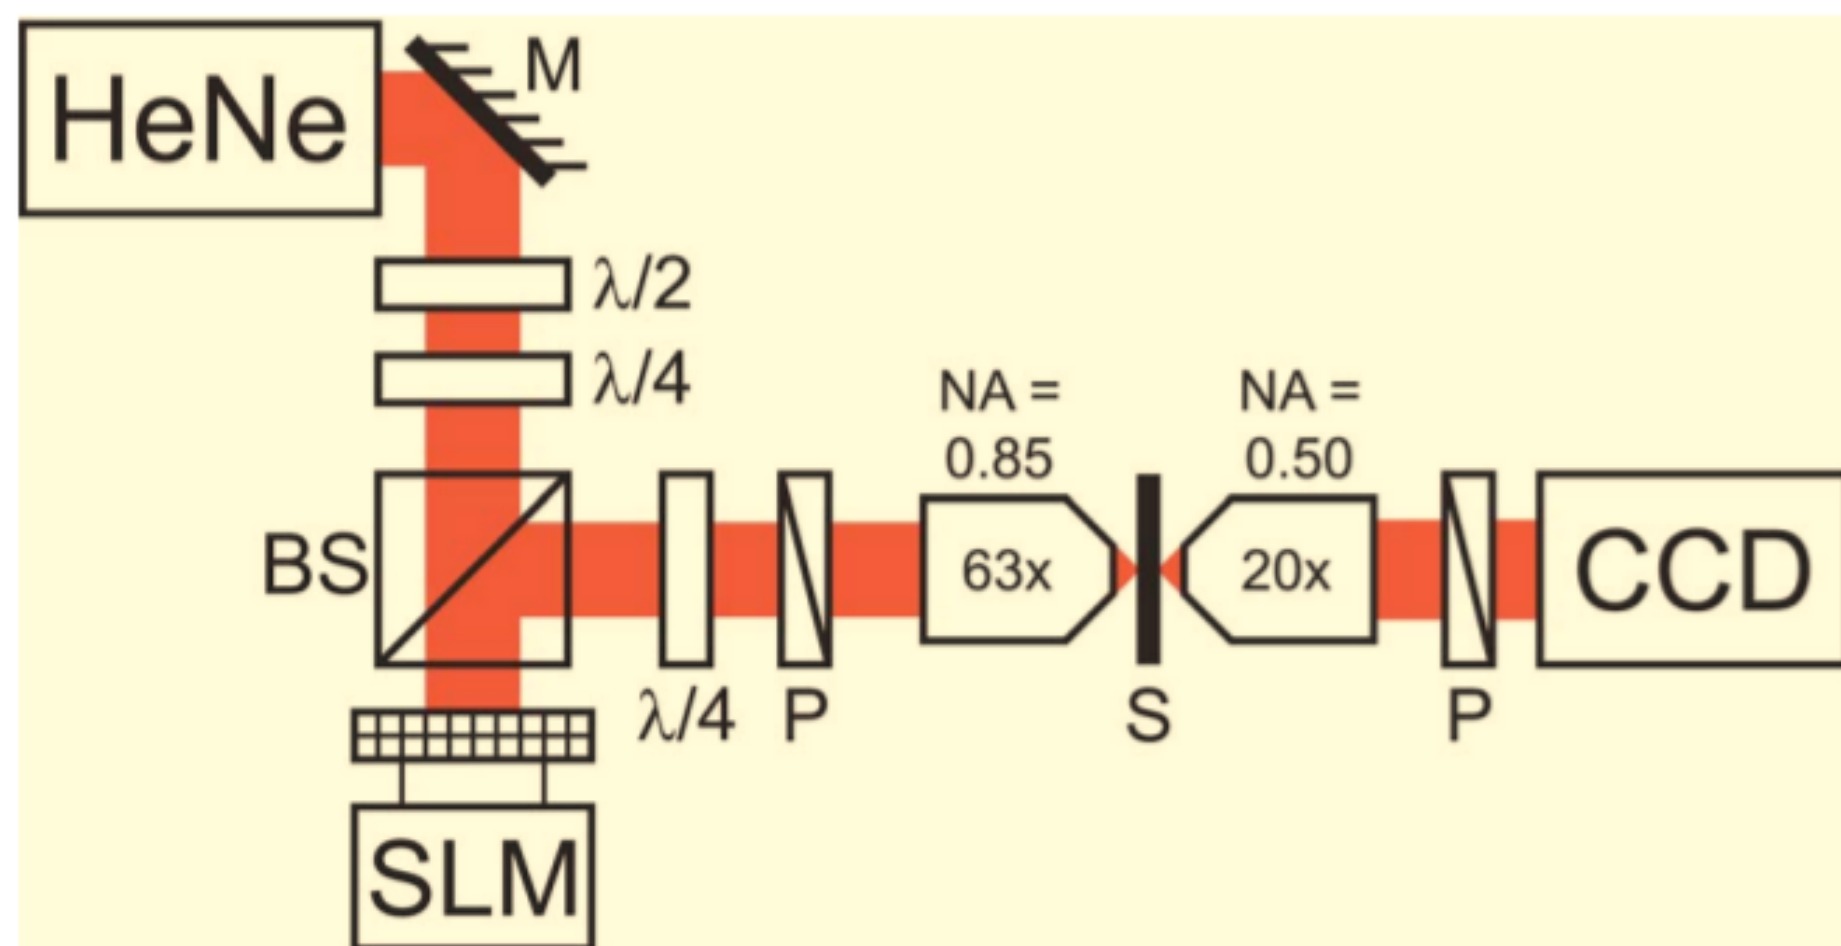 HeNe
M
λ/2
λ/4
NA =
0.85
NA =
0.50
BS
63x
20x
CCD
λ/4
P
S
P
SLM